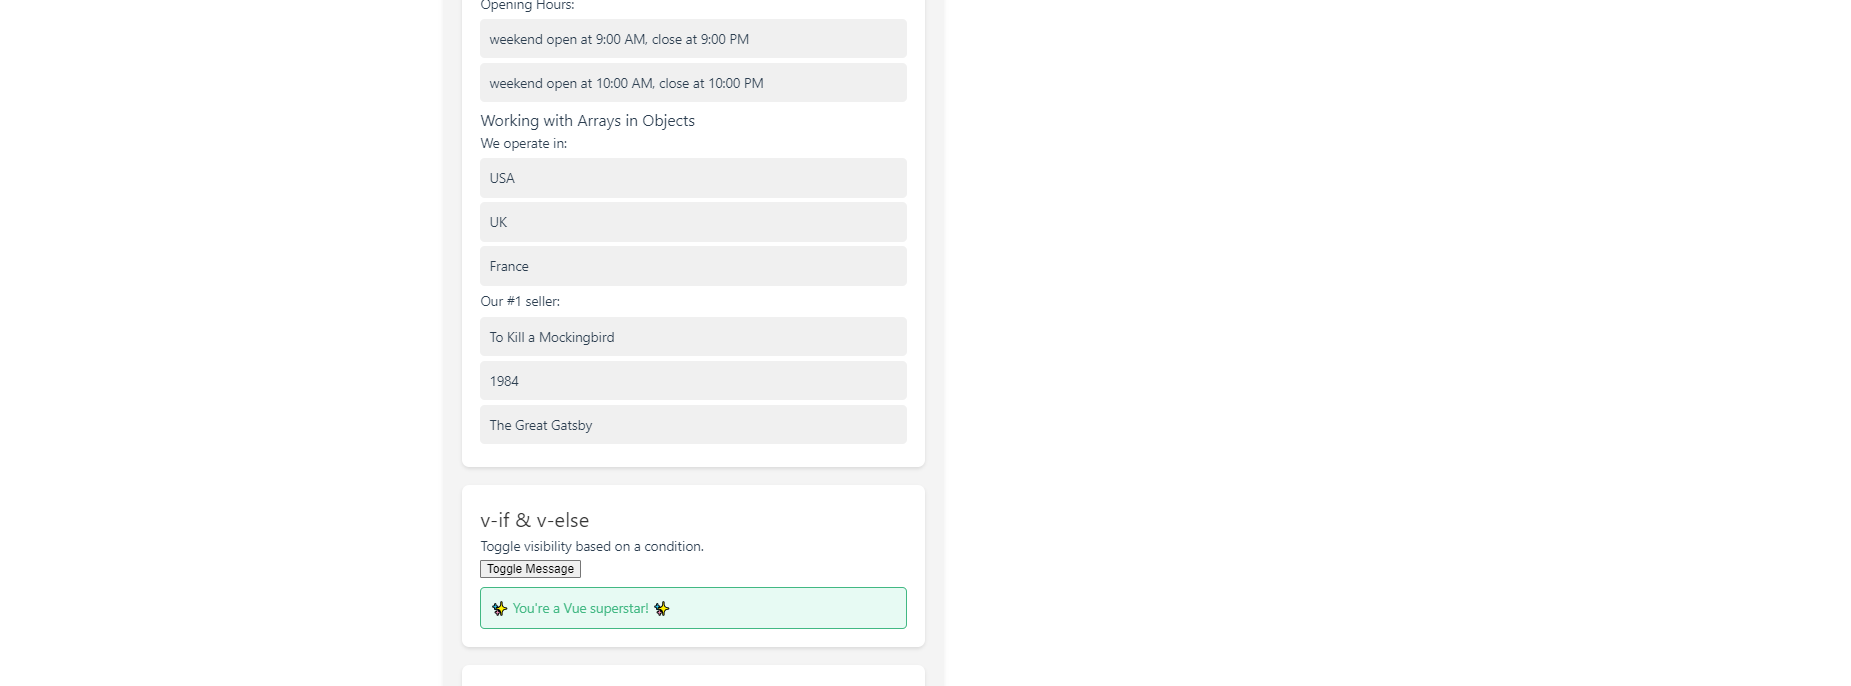 Opening Hours:
weekend open at 9:00 AM, close at 9:00 PM
weekend open at 10:00 AM, close at 10:00 PM
Working with Arrays in Objects
We operate in:
USA
UK
France
Our #1 seller:
To Kill a Mockingbird
1984
The Great Gatsby
v-if & v-else
Toggle visibility based on a condition.
Toggle Message
✨ You're a Vue superstar! ✨